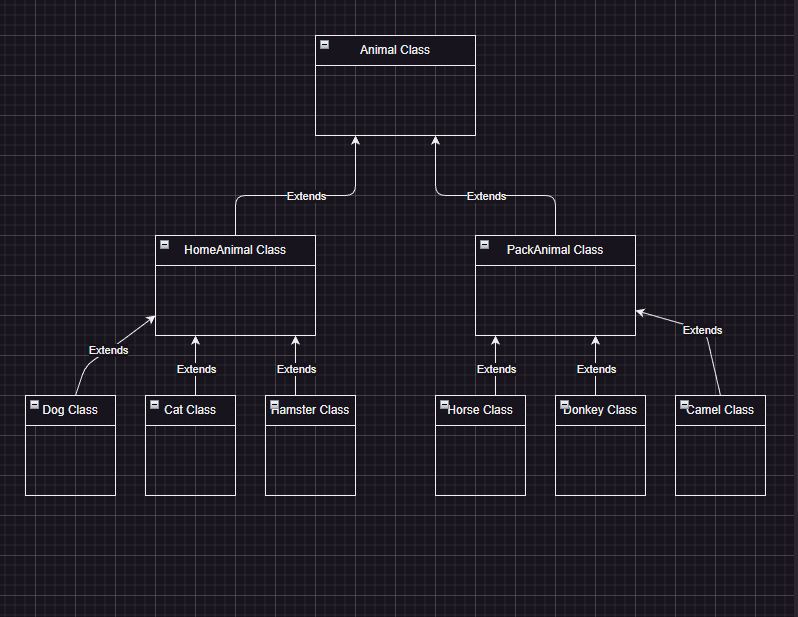 Animal Class
Extends
Extends
HomeAnimal Class
PackAnimal Class
Extends
Extends
Extends
Extends
Extends
Extends
Dog Class
Cat Class
Hamster Class
Horse Class
Donkey Class
Camel Class